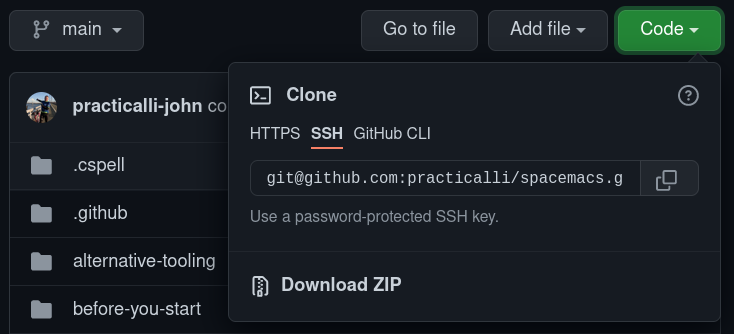 main
Go to file
Add file
Code
practicalli-john co
Clone
HTTPS SSH GitHub CLI
git@github.com:practicalli/spacemacs.g
Use a password-protected SSH key.
Download ZIP
.cspell
.github
alternative-tooling
before-you-start